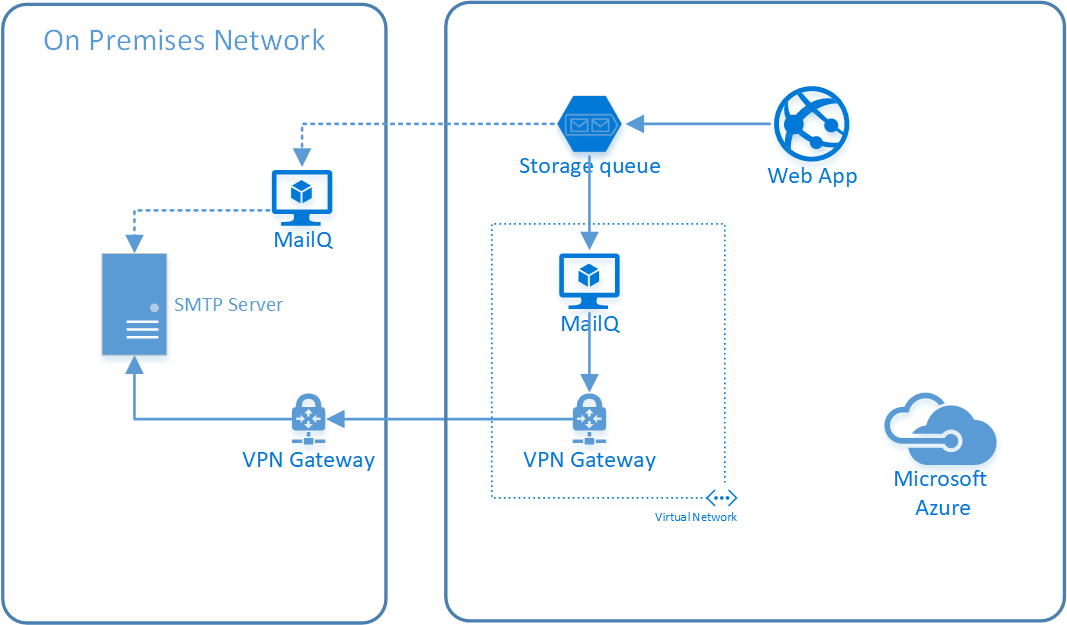 On Premises Network
Storage queue
Web App
MailQ
SMTP Server
MailQ
VPN Gateway
VPN Gateway
Microsoft
Azure
Virtual Network